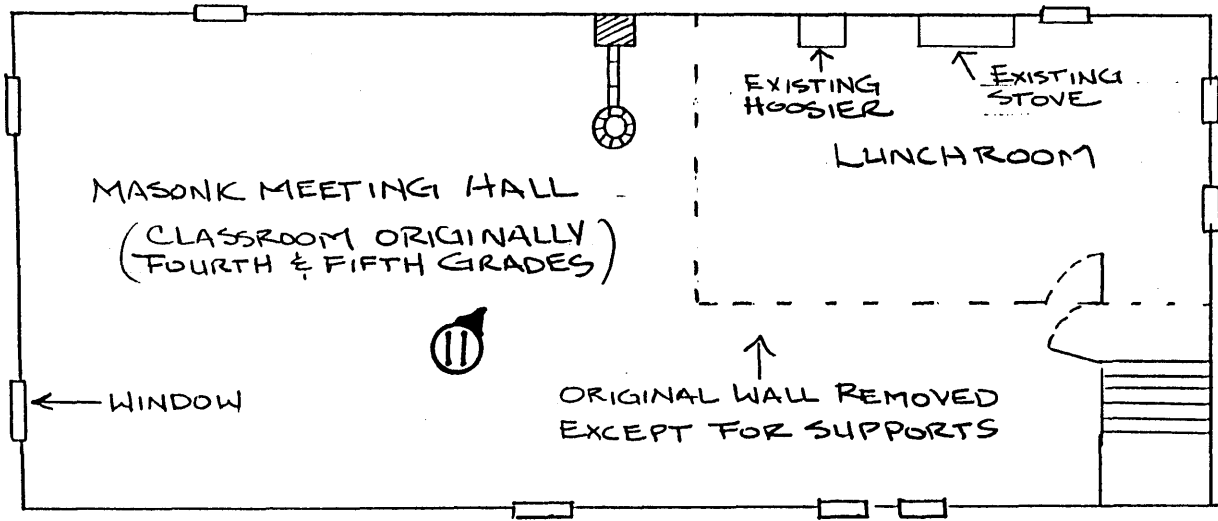 EXISTING
HOOSIER
EXISTING
STOVE
LUNCHROOM
MASONIC MEETING HALL
(CLASSROOM ORIGINALLY
FOURTH & FIFTH GRADES)
11
WINDOW
ORIGINAL WALL REMOVED
EXCEPT FOR SUPPORTS